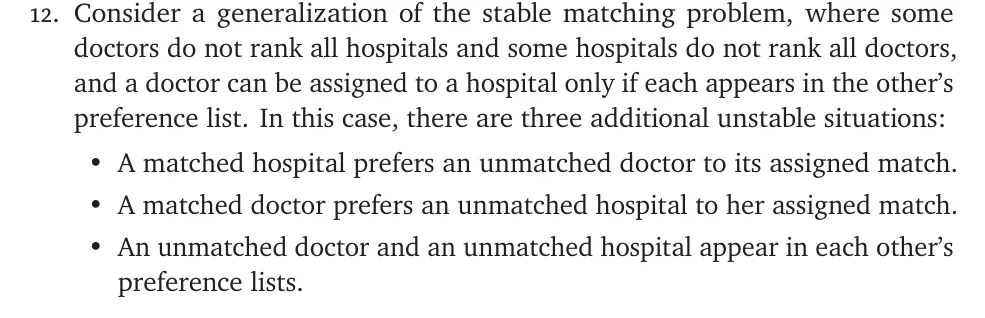 12. Consider a generalization of the stable matching problem, where some
doctors do not rank all hospitals and some hospitals do not rank all doctors,
and a doctor can be assigned to a hospital only if each appears in the other’s
preference list. In this case, there are three additional unstable situations:
• A matched hospital prefers an unmatched doctor to its assigned match.
• A matched doctor prefers an unmatched hospital to her assigned match.
• An unmatched doctor and an unmatched hospital appear in each other’s
preference lists.